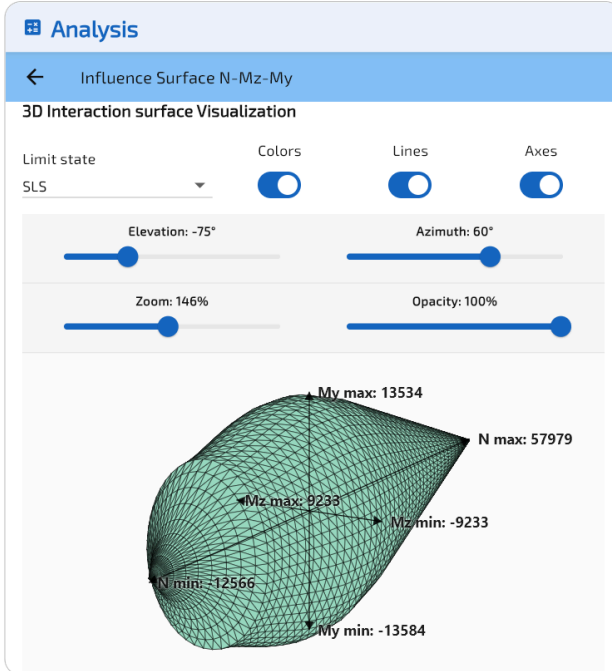 Analysis
Influence Surface N-Mz-My
3D Interaction surface Visualization
Limit state
SLS
Colors
Lines
Axes
Elevation: -75°
Azimuth: 60°
Zoom: 146%
Opacity: 100%
My max: 13534
N max: 57979
Mz max: 9233
Mz min: -9233
N min: -12566
My min: -13584